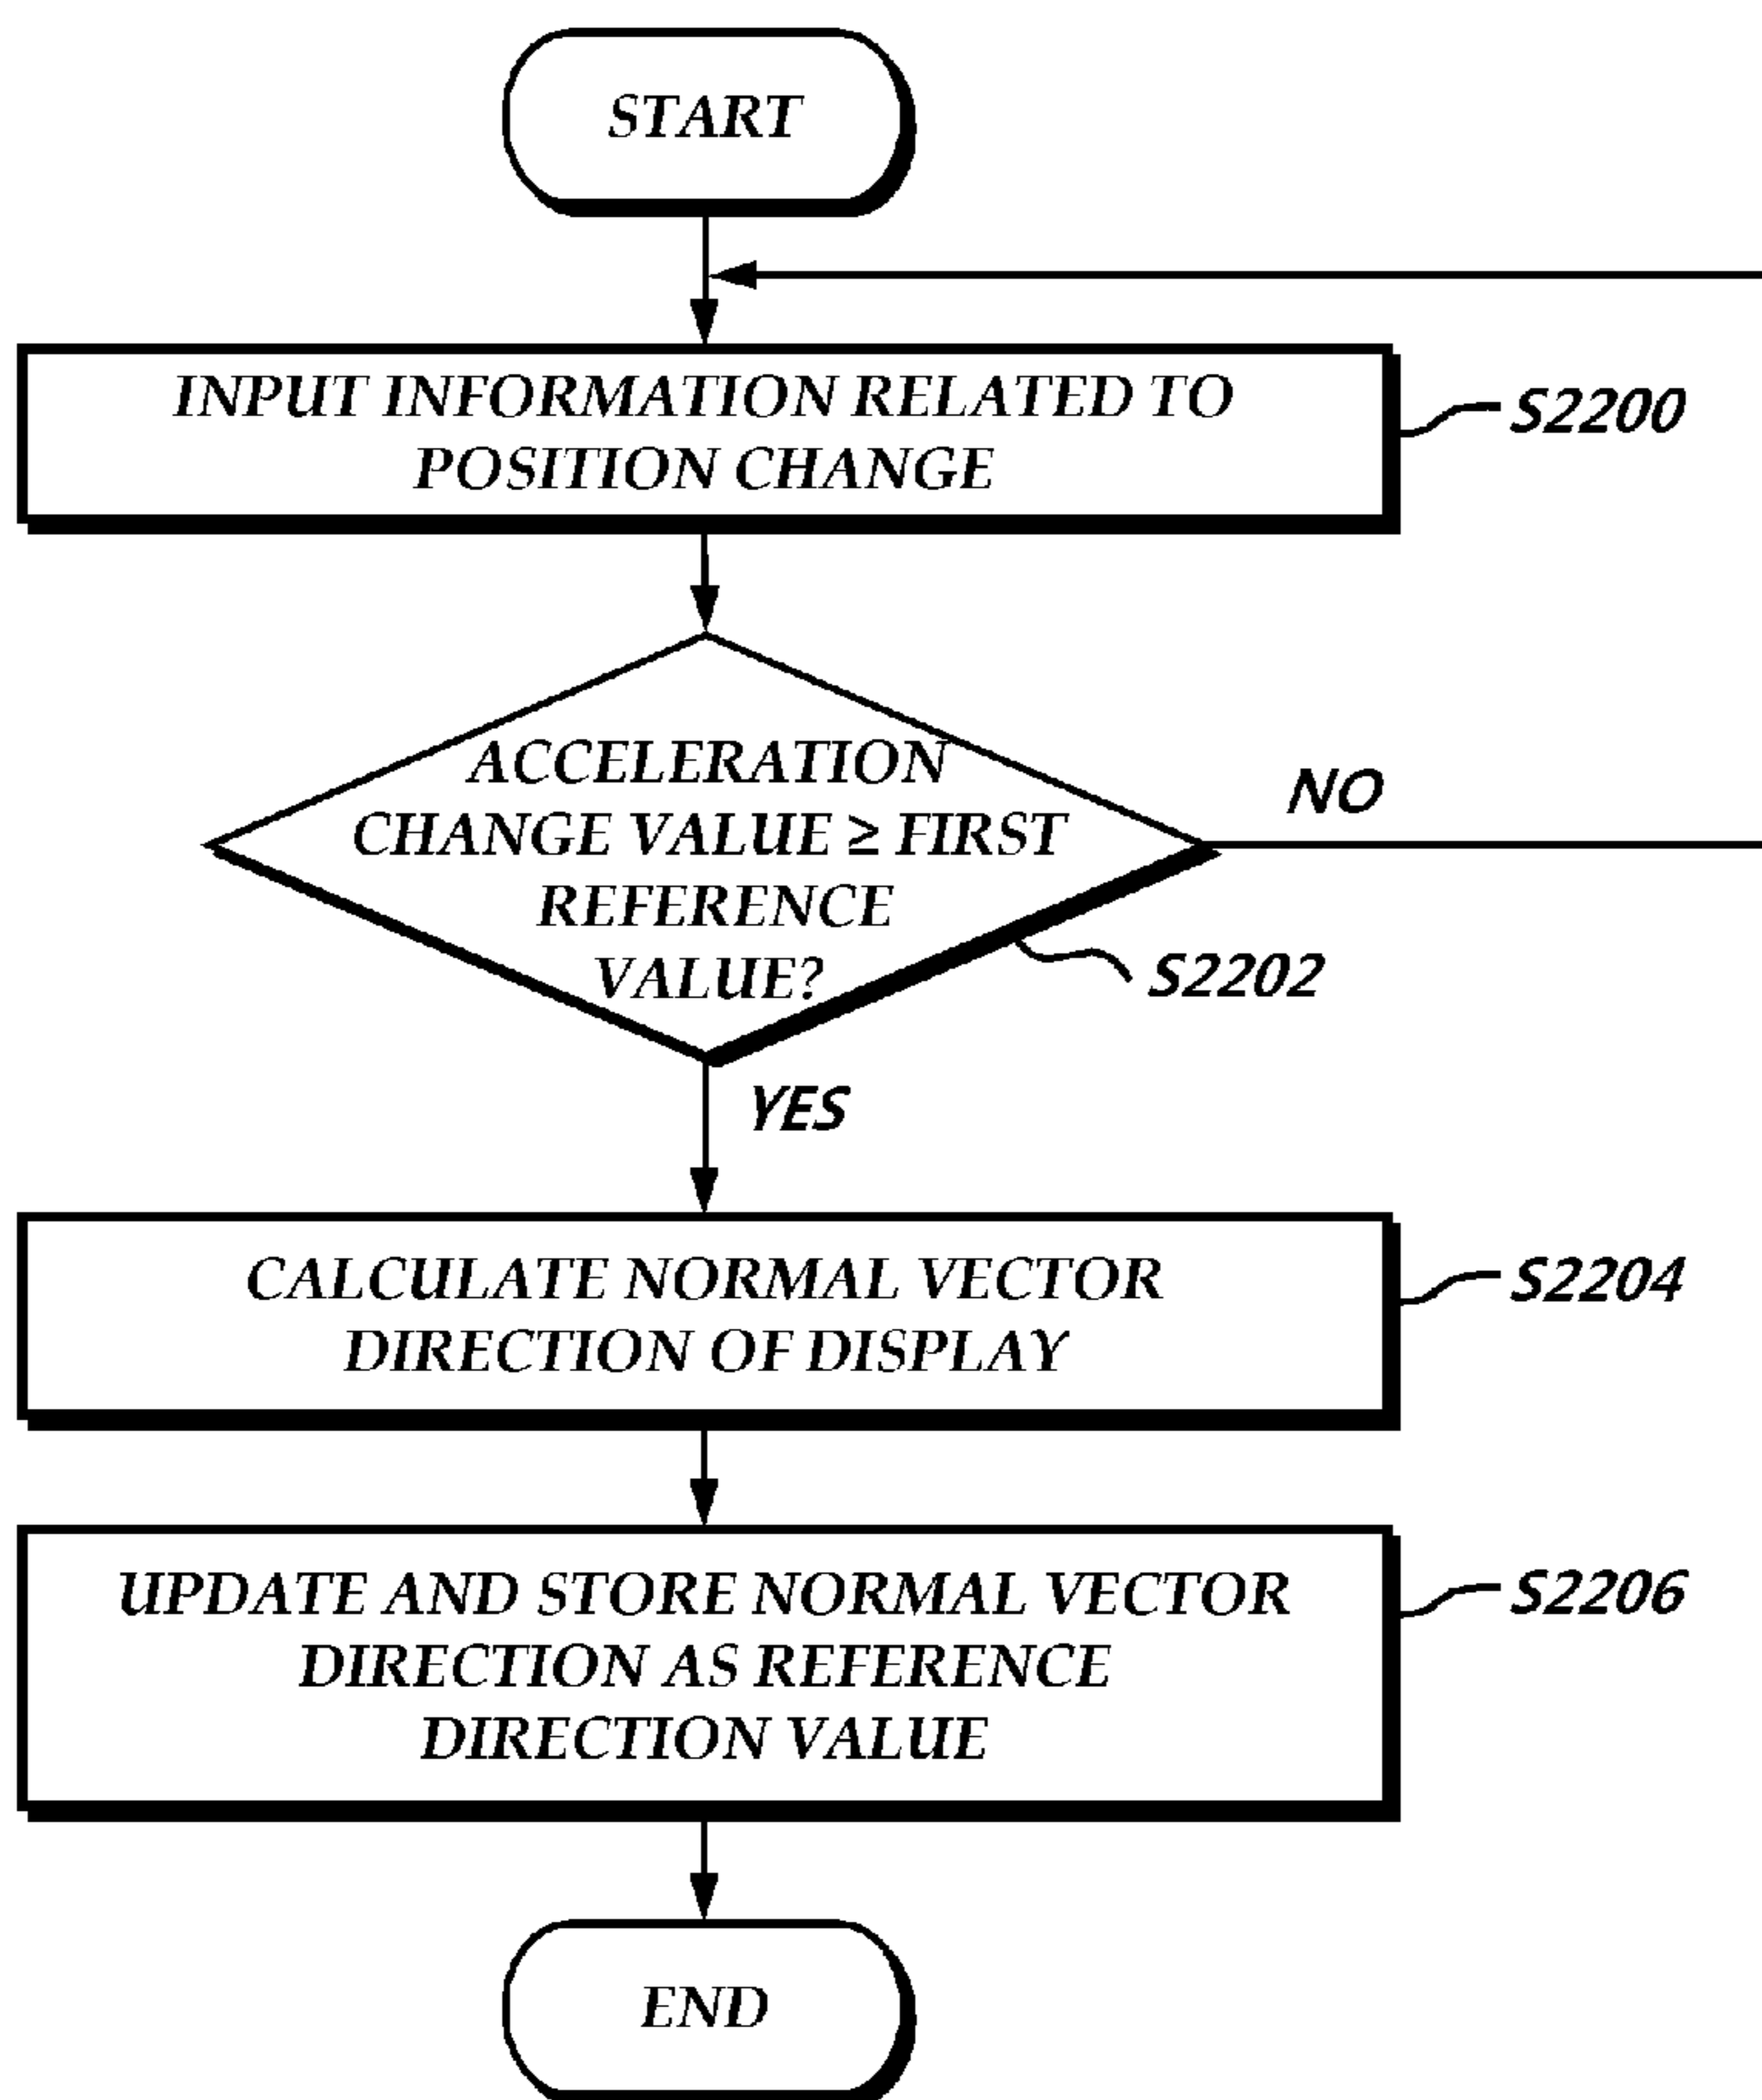 START
INPUT INFORMATION RELATED TO
POSITION CHANGE
S2200
ACCELERATION
CHANGE VALUE ≥ FIRST
REFERENCE
VALUE?
NO
S2202
YES
CALCULATE NORMAL VECTOR
DIRECTION OF DISPLAY
S2204
UPDATE AND STORE NORMAL VECTOR
DIRECTION AS REFERENCE
DIRECTION VALUE
S2206
END